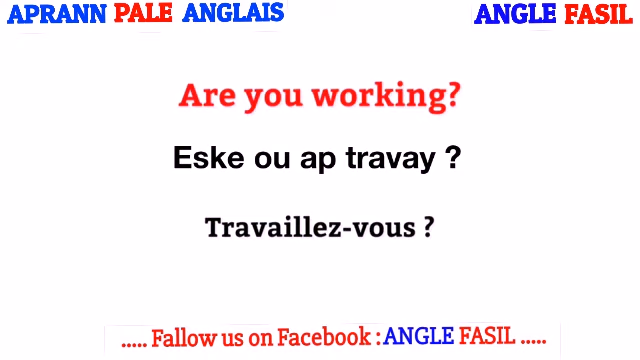 APRANN PALE ANGLAIS
ANGLE FASIL
Are you working?
Eske ou ap travay ?
Travaillez-vous ?
..... Fallow us on Facebook : ANGLE FASIL .....